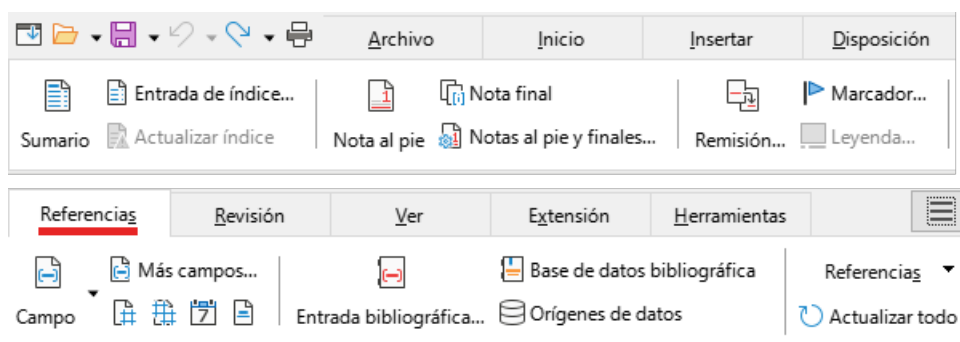 Archivo Inicio Insertar Disposición
Entrada de índice... Nota final Marcador...
Sumario Actualizar índice Nota al pie Notas al pie y finales... Remisión... Leyenda...
Referencias Revisión Ver Extensión Herramientas
Más campos... Base de datos bibliográfica Referencias
Campo 7 Entrada bibliográfica... Orígenes de datos Actualizar todo